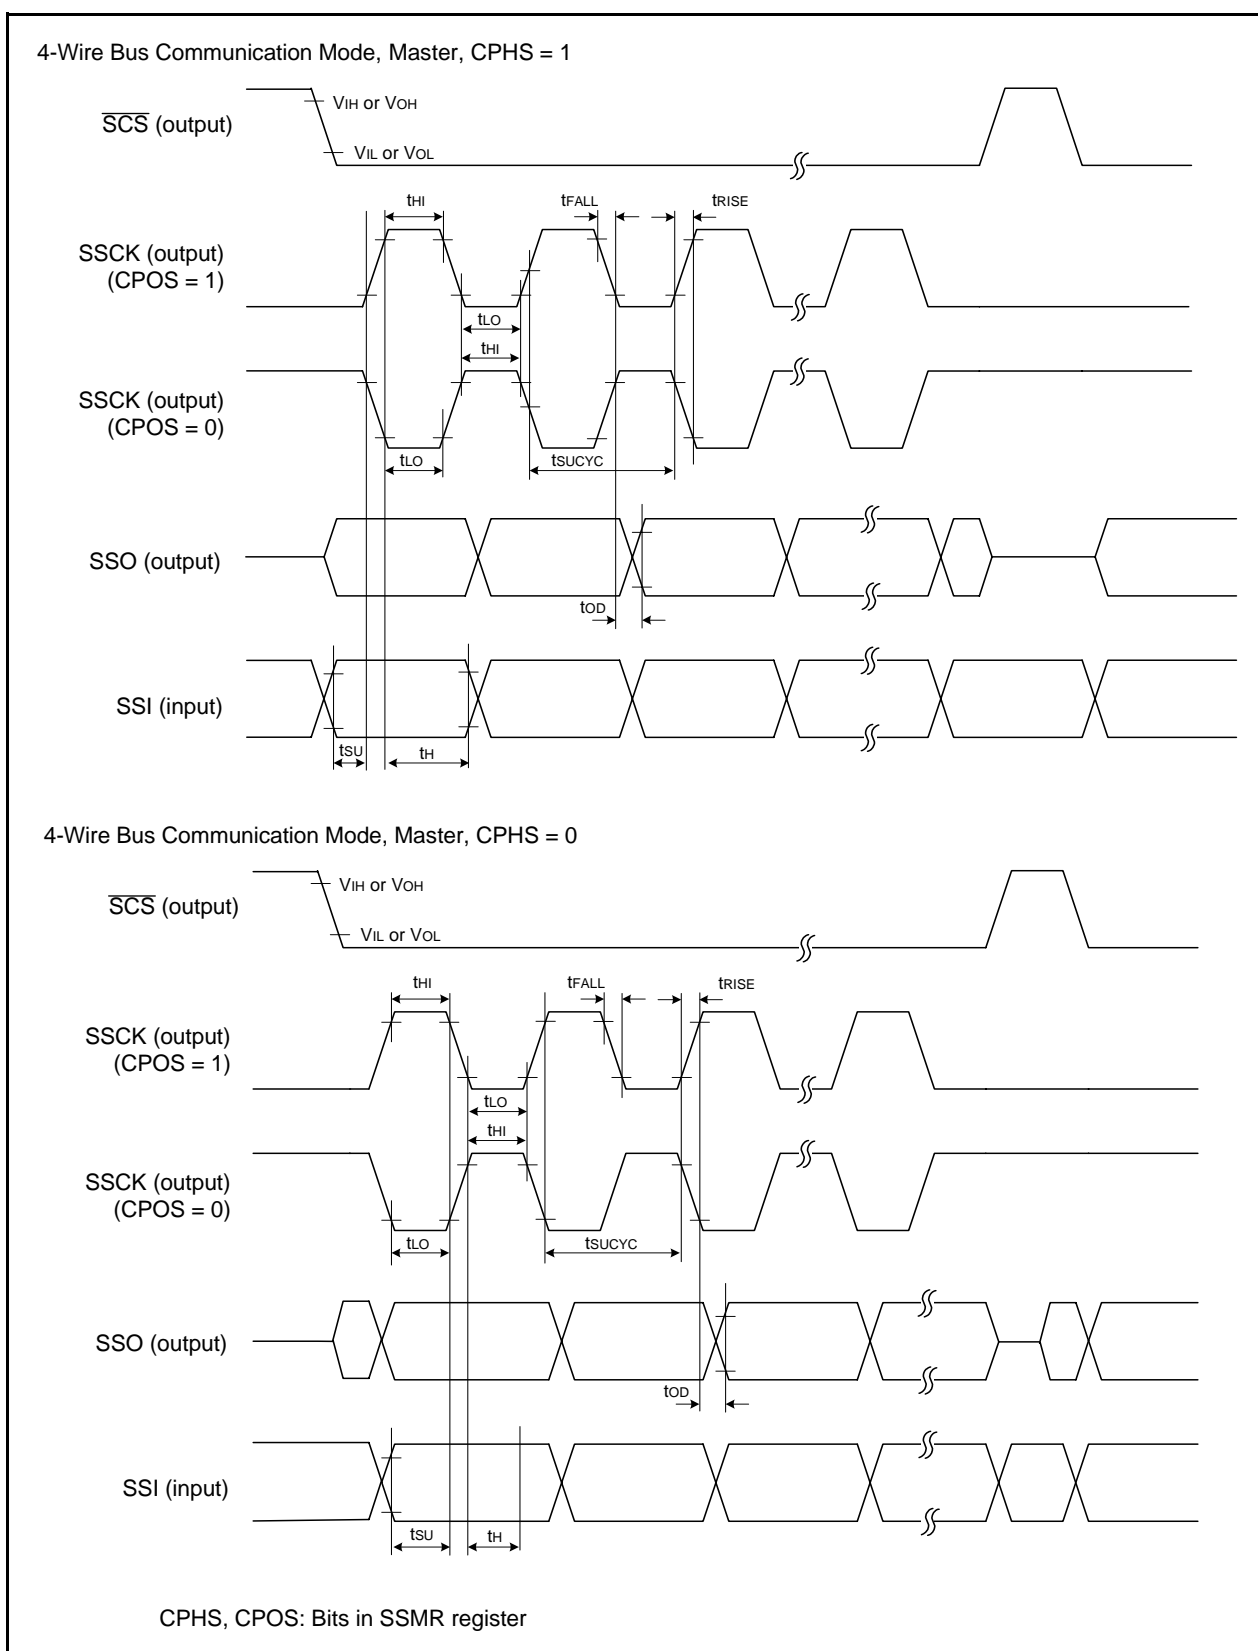 4-Wire Bus Communication Mode, Master, CPHS = 1
VIH or VOH
SCS (output)
VIL or VOL
tHI
tFALL
tRISE
SSCK (output)
(CPOS = 1)
tLO
tHI
SSCK (output)
(CPOS = 0)
tLO
tSUCYC
SSO (output)
tOD
SSI (input)
tSU
tH
4-Wire Bus Communication Mode, Master, CPHS = 0
VIH or VOH
SCS (output)
VIL or VOL
tHI
tFALL
tRISE
SSCK (output)
(CPOS = 1)
tLO
tHI
SSCK (output)
(CPOS = 0)
tLO
tSUCYC
SSO (output)
tOD
SSI (input)
tSU
tH
CPHS, CPOS: Bits in SSMR register